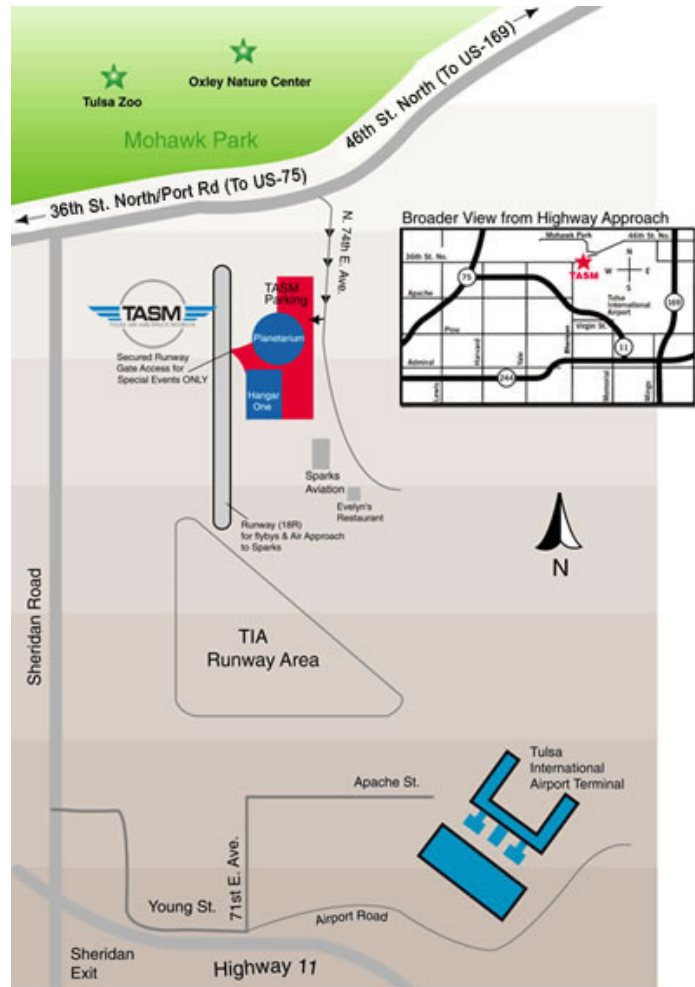 Oxley Nature Center
Tulsa Zoo
Mohawk Park
46th St. North (To US-169)
36th St. North/Port Rd (To US-75)
N. 74th E. Ave.
TASM
TULSA AIR AND SPACE MUSEUM
TASM
Parking
Planetarium
Secured Runway
Gate Access for
Special Events ONLY
Hangar
One
Broader View from Highway Approach
Mohawk Park
46th St. No.
36th St. No.
TASM
N
W
E
S
75
169
Apache
Tulsa
International
Airport
Pine
Virgin St.
11
Admiral
244
Lewis
Harvard
Yale
Sheridan
Memorial
Mingo
Sparks
Aviation
Evelyn's
Restaurant
Runway (18R)
for flybys & Air Approach
to Sparks
N
Sheridan Road
TIA
Runway Area
Tulsa
International
Airport Terminal
Apache St.
71st E. Ave.
Young St.
Airport Road
Sheridan
Exit
Highway 11